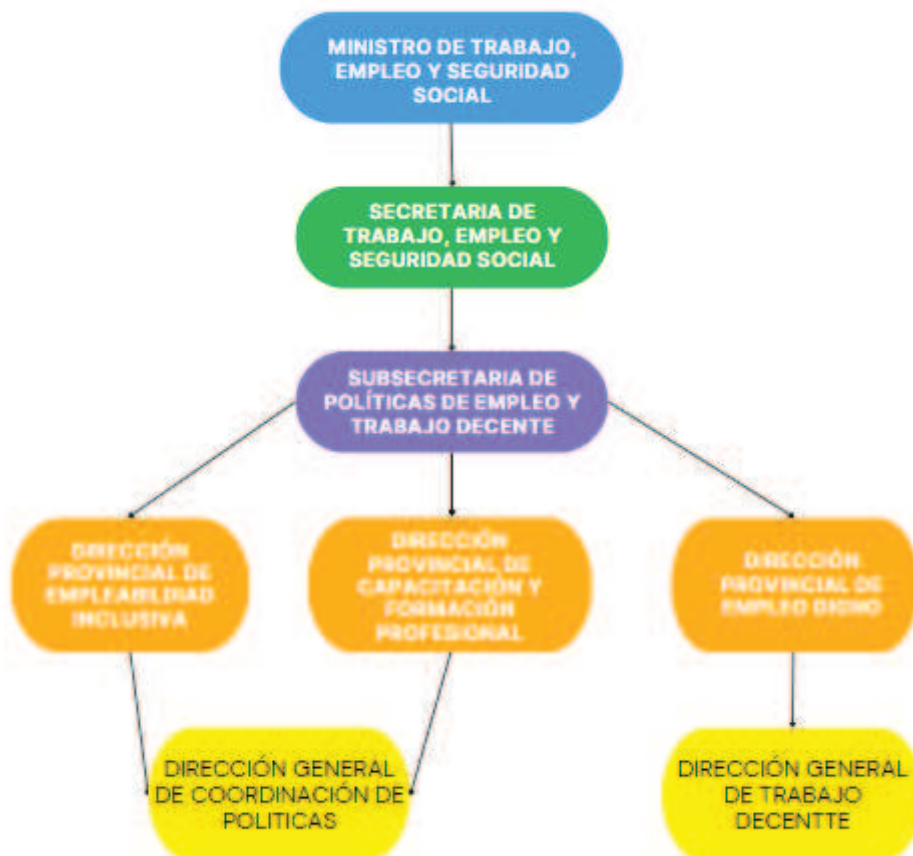 MINISTRO DE TRABAJO,
EMPLEO Y SEGURIDAD
SOCIAL
SECRETARIA DE
TRABAJO, EMPLEO Y
SEGURIDAD SOCIAL
SUBSECRETARIA DE
POLÍTICAS DE EMPLEO Y
TRABAJO DECENTE
DIRECCIÓN
PROVINCIAL DE
EMPLEABILDIAD
INCLUSIVA
DIRECCIÓN
PROVINCIAL DE
CAPACITACIÓN Y
FORMACIÓN
PROFESIONAL
DIRECCIÓN
PROVINCIAL DE
EMPLEO DIGNO
DIRECCIÓN GENERAL
DE COORDINACIÓN DE
POLITICAS
DIRECCIÓN GENERAL
DE TRABAJO
DECENTTE